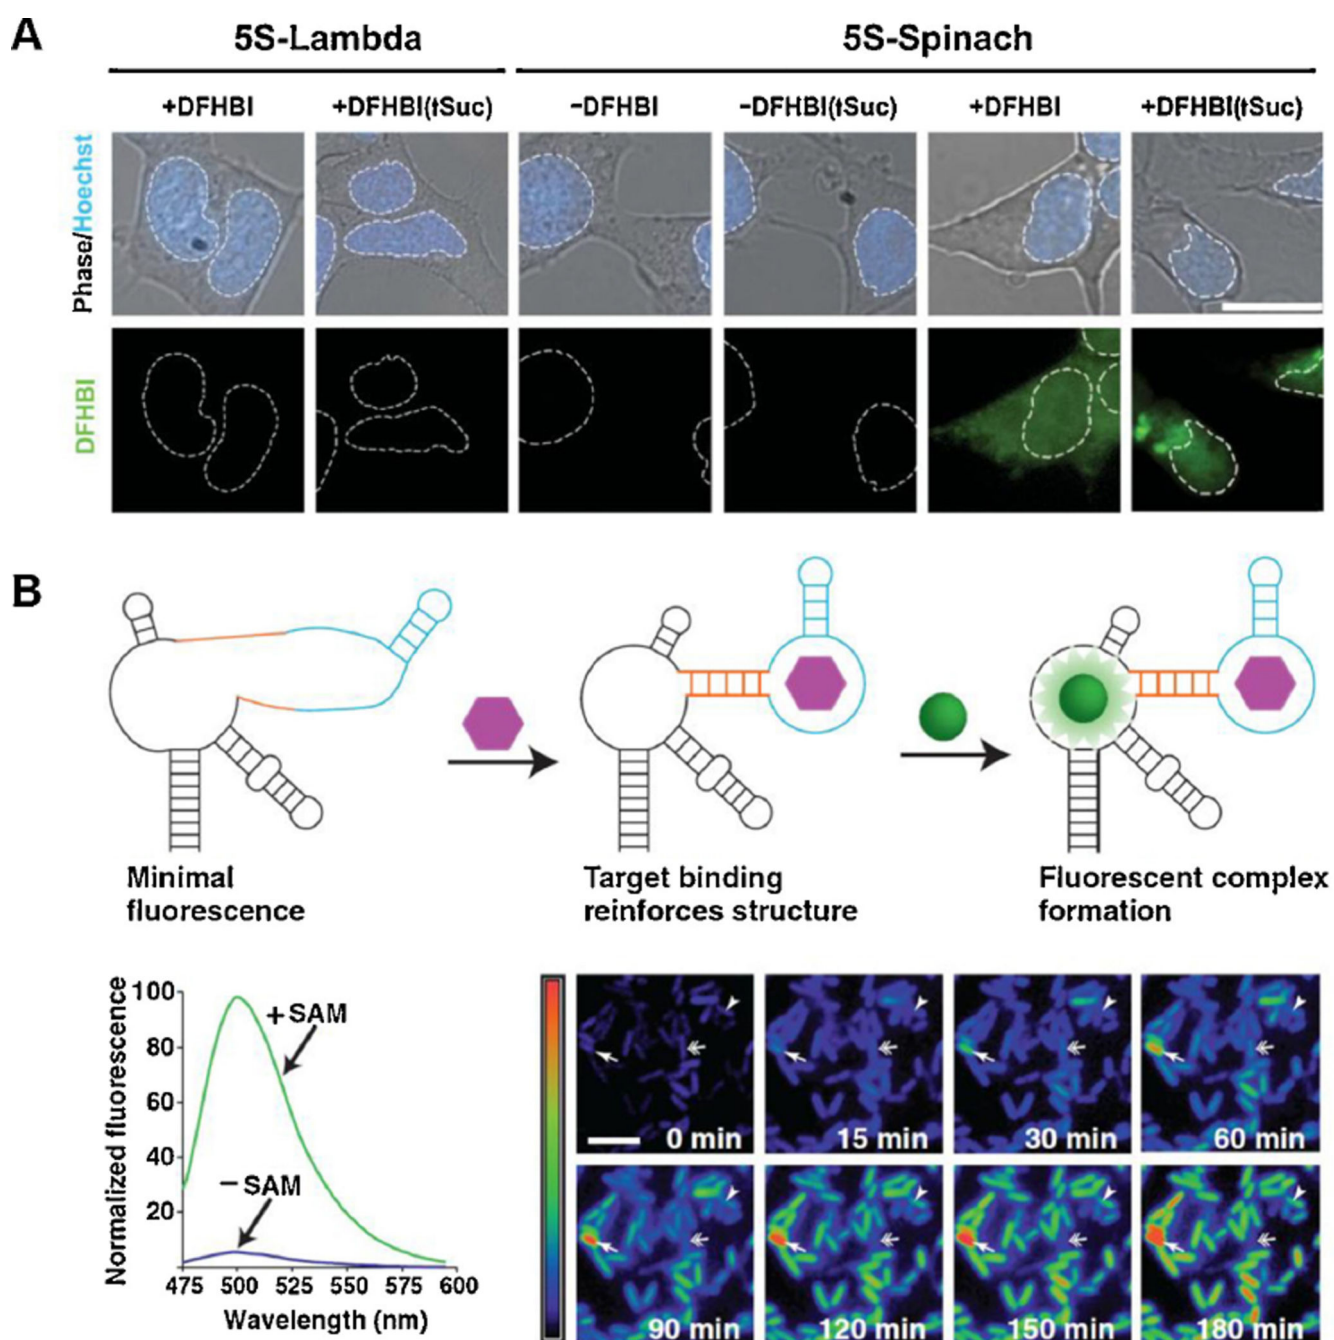 A
5S-Lambda
5S-Spinach
+DFHBI
+DFHBI(tSuc)
−DFHBI
−DFHBI(tSuc)
+DFHBI
+DFHBI(tSuc)
Phase/Hoechst
DFHBI
B
Minimal
fluorescence
Target binding
reinforces structure
Fluorescent complex
formation
Normalized fluorescence
100
80
60
40
20
+ SAM
− SAM
475 500 525 550 575 600
Wavelength (nm)
0 min
15 min
30 min
60 min
90 min
120 min
150 min
180 min